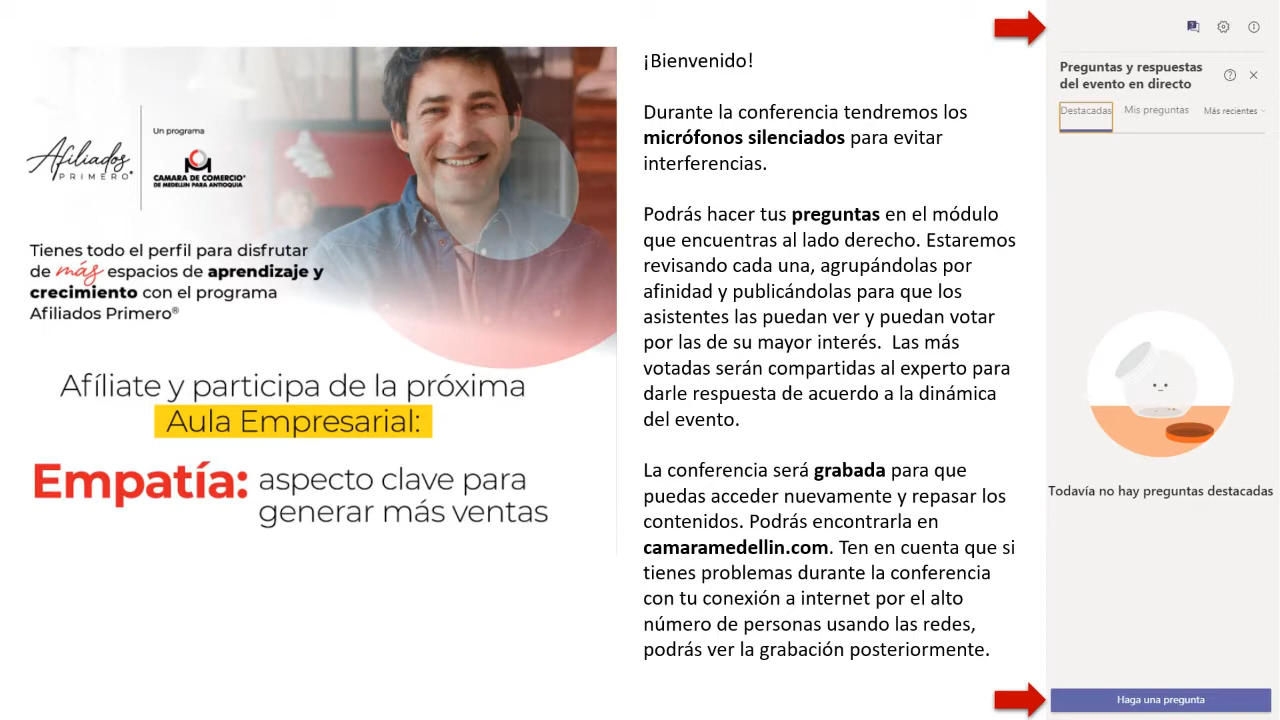 Afiliados
PRIMERO®
Un programa
CAMARA DE COMERCIO®
DE MEDELLIN PARA ANTIOQUIA
Tienes todo el perfil para disfrutar
de más espacios de aprendizaje y
crecimiento con el programa
Afiliados Primero®
Afíliate y participa de la próxima
Aula Empresarial:
Empatía: aspecto clave para
generar más ventas
¡Bienvenido!
Durante la conferencia tendremos los
micrófonos silenciados para evitar
interferencias.
Podrás hacer tus preguntas en el módulo
que encuentras al lado derecho. Estaremos
revisando cada una, agrupándolas por
afinidad y publicándolas para que los
asistentes las puedan ver y puedan votar
por las de su mayor interés.  Las más
votadas serán compartidas al experto para
darle respuesta de acuerdo a la dinámica
del evento.
La conferencia será grabada para que
puedas acceder nuevamente y repasar los
contenidos. Podrás encontrarla en
camaramedellin.com. Ten en cuenta que si
tienes problemas durante la conferencia
con tu conexión a internet por el alto
número de personas usando las redes,
podrás ver la grabación posteriormente.
Preguntas y respuestas
del evento en directo
Destacadas Mis preguntas Más recientes
Todavía no hay preguntas destacadas
Haga una pregunta